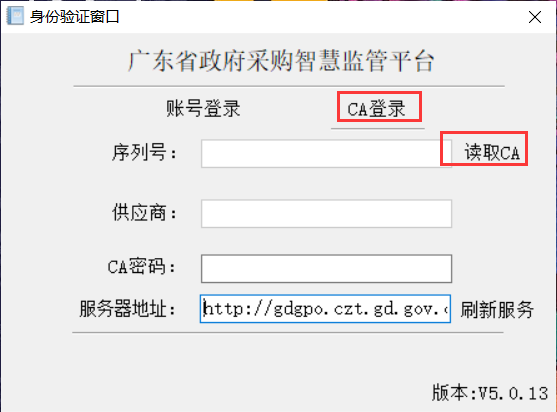 身份验证窗口
广东省政府采购智慧监管平台
账号登录 CA登录
序列号： 读取CA
供应商：
CA密码：
服务器地址： http://gdgpo.czt.gd.gov. 刷新服务
版本:V5.0.13